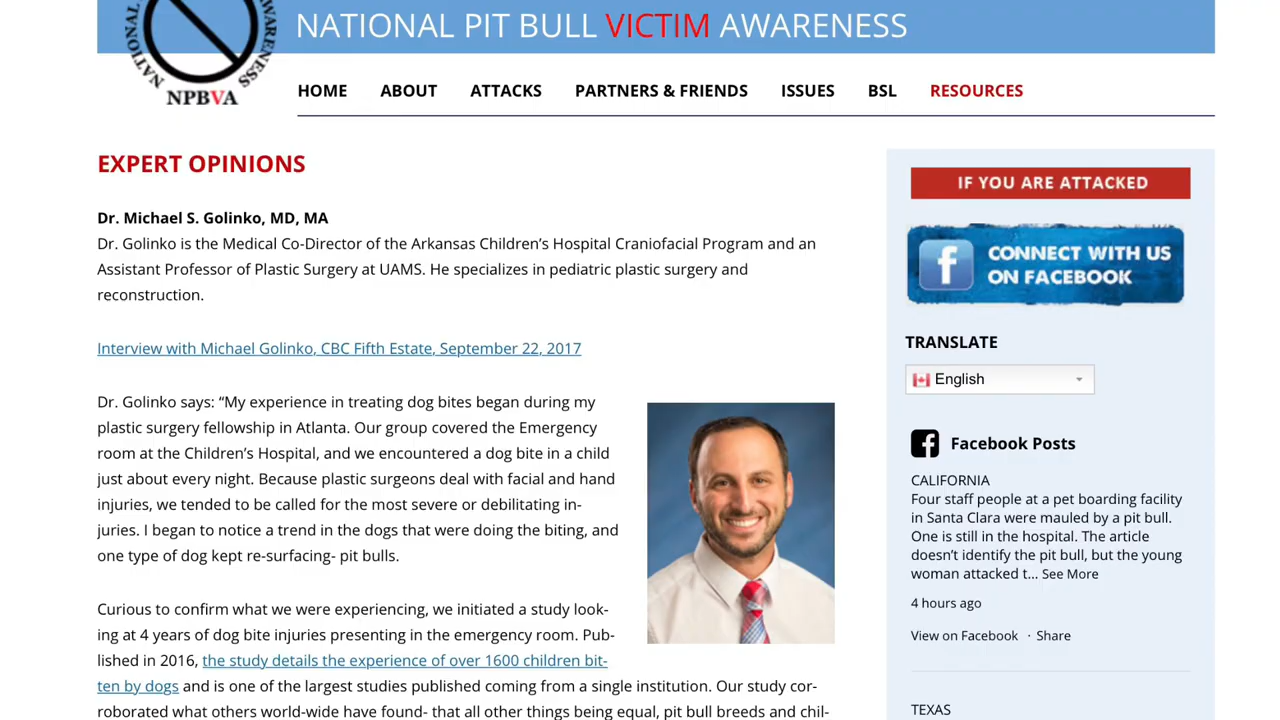 NATIONAL
AWARENESS
NPBVA
NATIONAL PIT BULL VICTIM AWARENESS
HOME ABOUT ATTACKS PARTNERS & FRIENDS ISSUES BSL RESOURCES
EXPERT OPINIONS
Dr. Michael S. Golinko, MD, MA
Dr. Golinko is the Medical Co-Director of the Arkansas Children’s Hospital Craniofacial Program and an
Assistant Professor of Plastic Surgery at UAMS. He specializes in pediatric plastic surgery and
reconstruction.
Interview with Michael Golinko, CBC Fifth Estate, September 22, 2017
Dr. Golinko says: “My experience in treating dog bites began during my
plastic surgery fellowship in Atlanta. Our group covered the Emergency
room at the Children’s Hospital, and we encountered a dog bite in a child
just about every night. Because plastic surgeons deal with facial and hand
injuries, we tended to be called for the most severe or debilitating in-
juries. I began to notice a trend in the dogs that were doing the biting, and
one type of dog kept re-surfacing- pit bulls.
Curious to confirm what we were experiencing, we initiated a study look-
ing at 4 years of dog bite injuries presenting in the emergency room. Pub-
lished in 2016, the study details the experience of over 1600 children bit-
ten by dogs and is one of the largest studies published coming from a single institution. Our study cor-
roborated what others world-wide have found- that all other things being equal, pit bull breeds and chil-
IF YOU ARE ATTACKED
CONNECT WITH US
ON FACEBOOK
TRANSLATE
English
Facebook Posts
CALIFORNIA
Four staff people at a pet boarding facility
in Santa Clara were mauled by a pit bull.
One is still in the hospital. The article
doesn’t identify the pit bull, but the young
woman attacked t... See More
4 hours ago
View on Facebook · Share
TEXAS